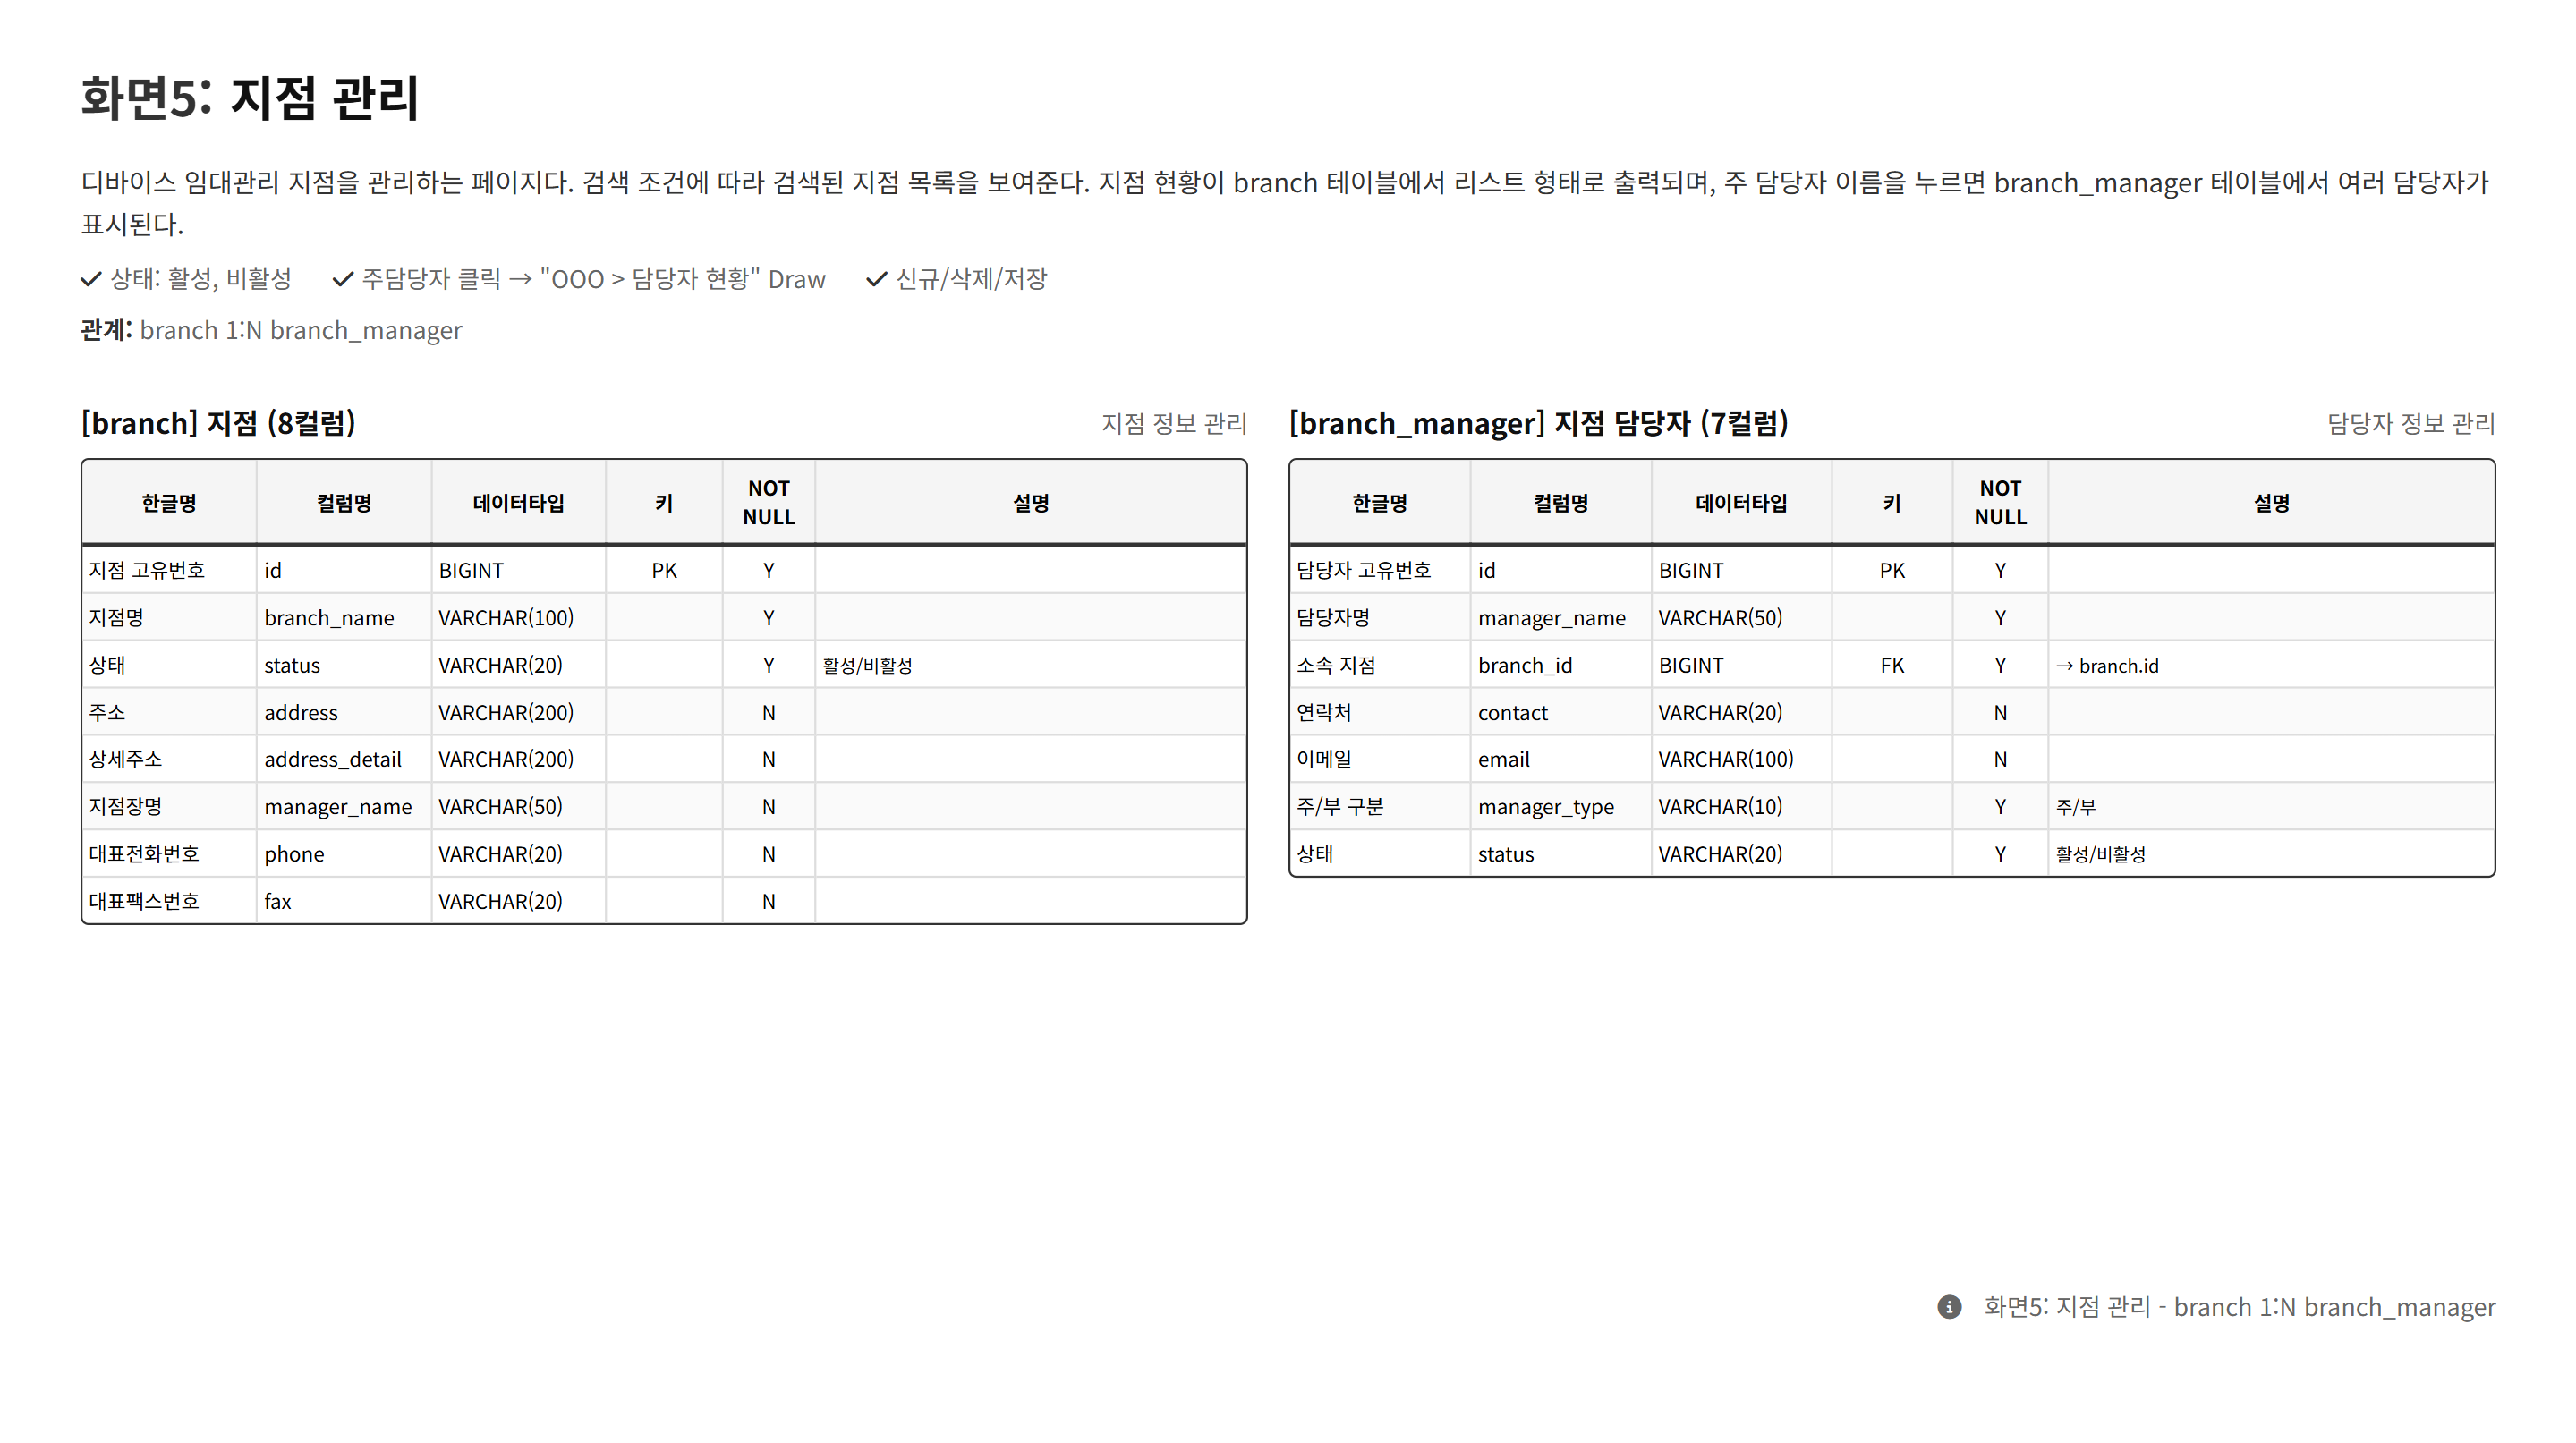 화면5: 지점 관리
디바이스 임대관리 지점을 관리하는 페이지다. 검색 조건에 따라 검색된 지점 목록을 보여준다. 지점 현황이 branch 테이블에서 리스트 형태로 출력되며, 주 담당자 이름을 누르면 branch_manager 테이블에서 여러 담당자가
표시된다.
상태: 활성, 비활성 주담당자 클릭 → "OOO > 담당자 현황" Draw 신규/삭제/저장
관계: branch 1:N branch_manager
[branch] 지점 (8컬럼) 지점 정보 관리
한글명 컬럼명 데이터타입 키 NOT NULL 설명
지점 고유번호 id BIGINT PK Y
지점명 branch_name VARCHAR(100) Y
상태 status VARCHAR(20) Y 활성/비활성
주소 address VARCHAR(200) N
상세주소 address_detail VARCHAR(200) N
지점장명 manager_name VARCHAR(50) N
대표전화번호 phone VARCHAR(20) N
대표팩스번호 fax VARCHAR(20) N
[branch_manager] 지점 담당자 (7컬럼) 담당자 정보 관리
한글명 컬럼명 데이터타입 키 NOT NULL 설명
담당자 고유번호 id BIGINT PK Y
담당자명 manager_name VARCHAR(50) Y
소속 지점 branch_id BIGINT FK Y → branch.id
연락처 contact VARCHAR(20) N
이메일 email VARCHAR(100) N
주/부 구분 manager_type VARCHAR(10) Y 주/부
상태 status VARCHAR(20) Y 활성/비활성
화면5: 지점 관리 - branch 1:N branch_manager